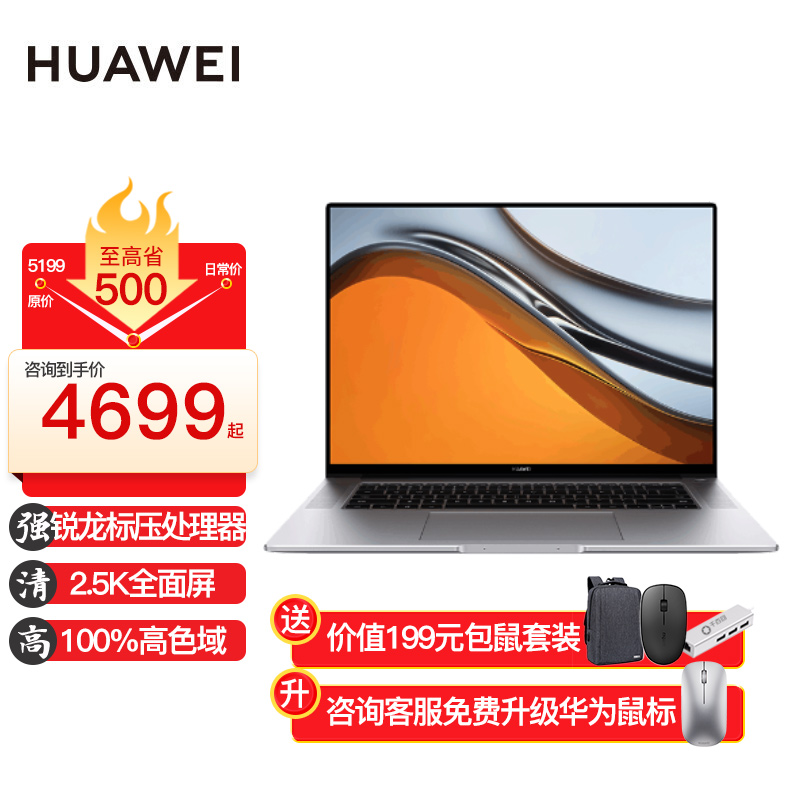 HUAWEI
至高省
500
5199
原价
日常价
咨询到手价
4699起
HUAWEI
强 锐龙标压处理器
清 2.5K全面屏
高 100%高色域
送 价值199元包鼠套装
升 咨询客服免费升级华为鼠标